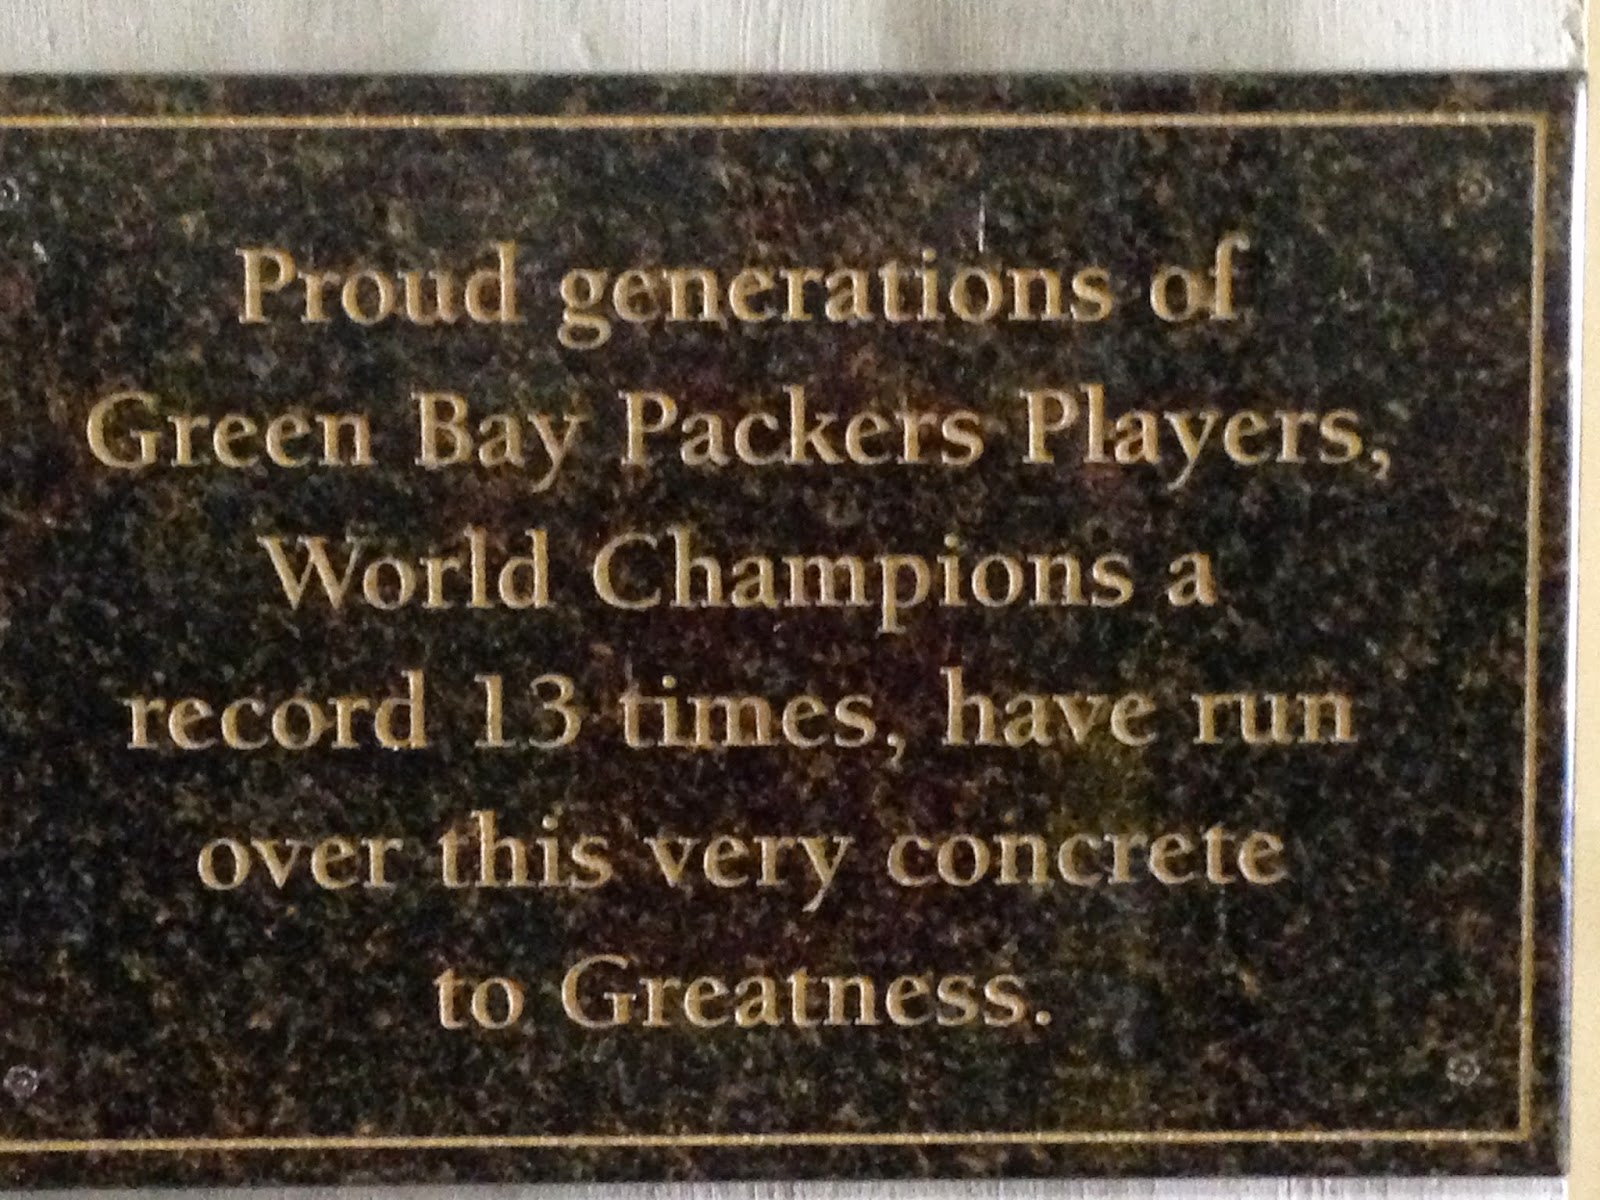 Proud generations of
Green Bay Packers Players,
World Champions a
record 13 times, have run
over this very concrete
to Greatness.